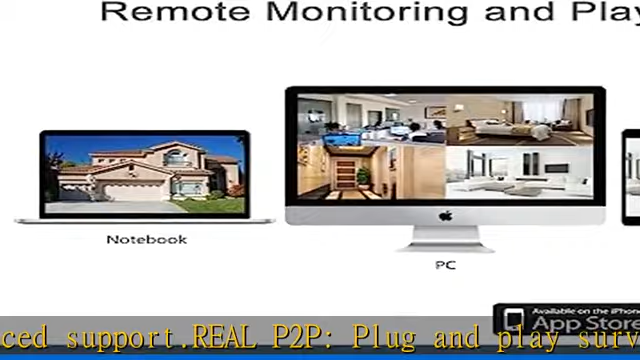 Remote Monitoring and Play
Notebook
PC
Available on the iPhone
App Store
ced support.REAL P2P: Plug and play surv